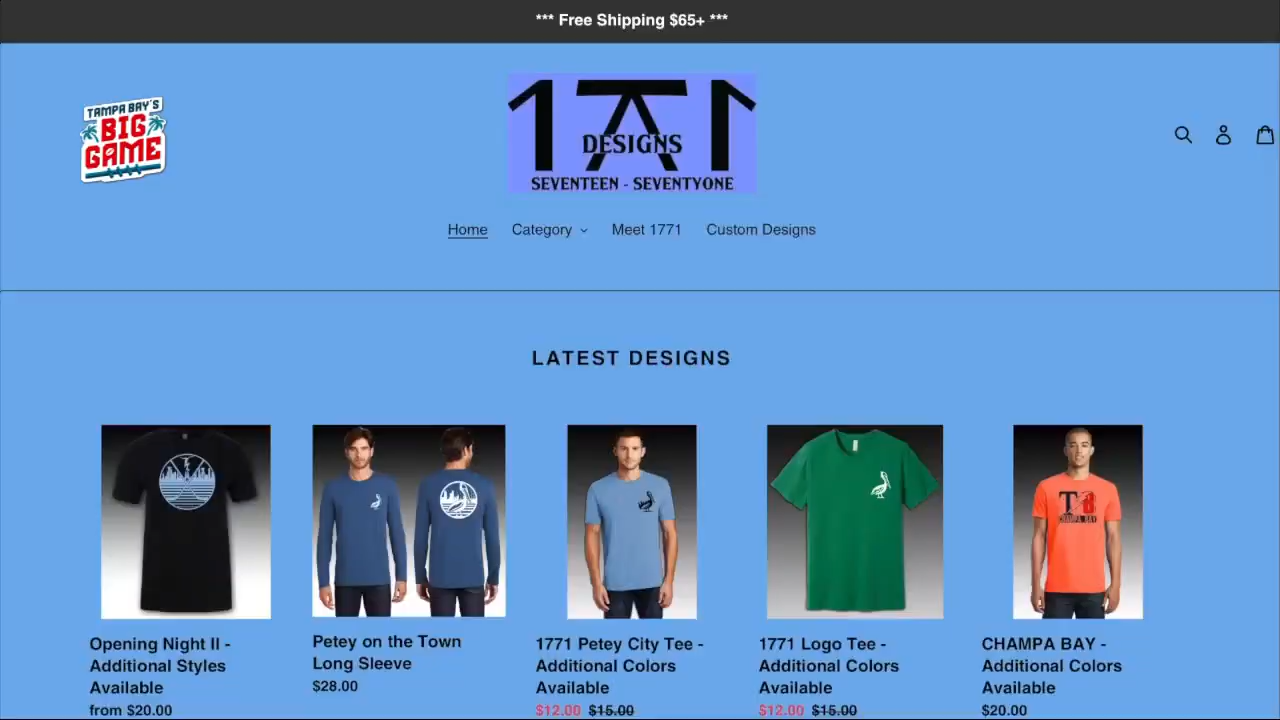 *** Free Shipping $65+ ***
TAMPA BAY'S
BIG
GAME
1771
DESIGNS
SEVENTEEN - SEVENTYONE
Home
Category
Meet 1771
Custom Designs
LATEST DESIGNS
CHAMPA BAY
Opening Night II -
Additional Styles
Available
from $20.00
Petey on the Town
Long Sleeve
$28.00
1771 Petey City Tee -
Additional Colors
Available
$12.00 $15.00
1771 Logo Tee -
Additional Colors
Available
$12.00 $15.00
CHAMPA BAY -
Additional Colors
Available
$20.00